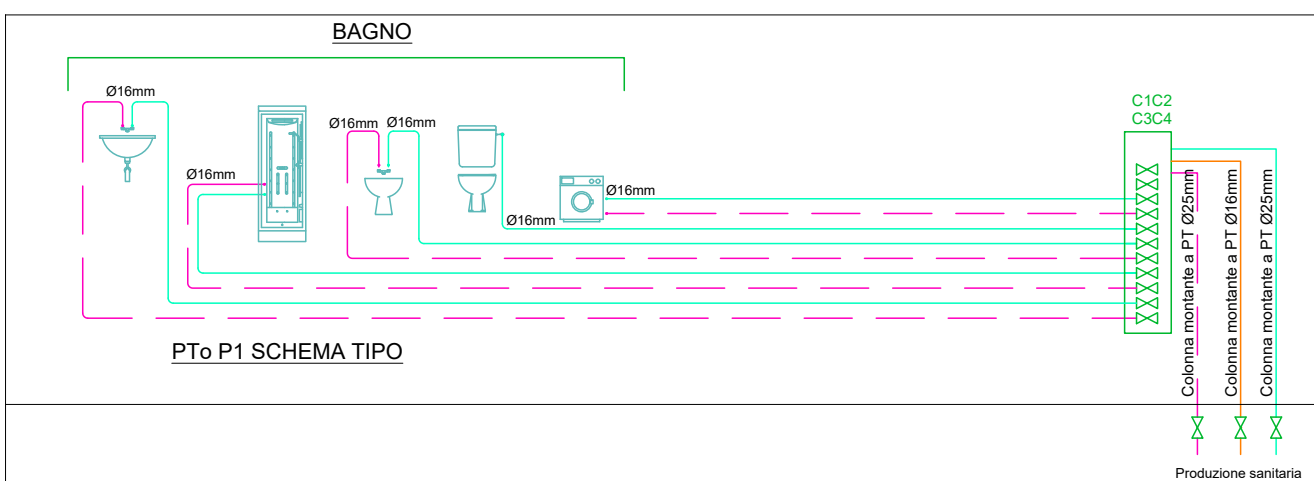 BAGNO
Ø16mm
C1C2
C3C4
Ø16mm
Ø16mm
Ø16mm
Ø16mm
Ø16mm
Colonna montante a PT Ø25mm
Colonna montante a PT Ø16mm
Colonna montante a PT Ø25mm
PTo P1 SCHEMA TIPO
Produzione sanitaria